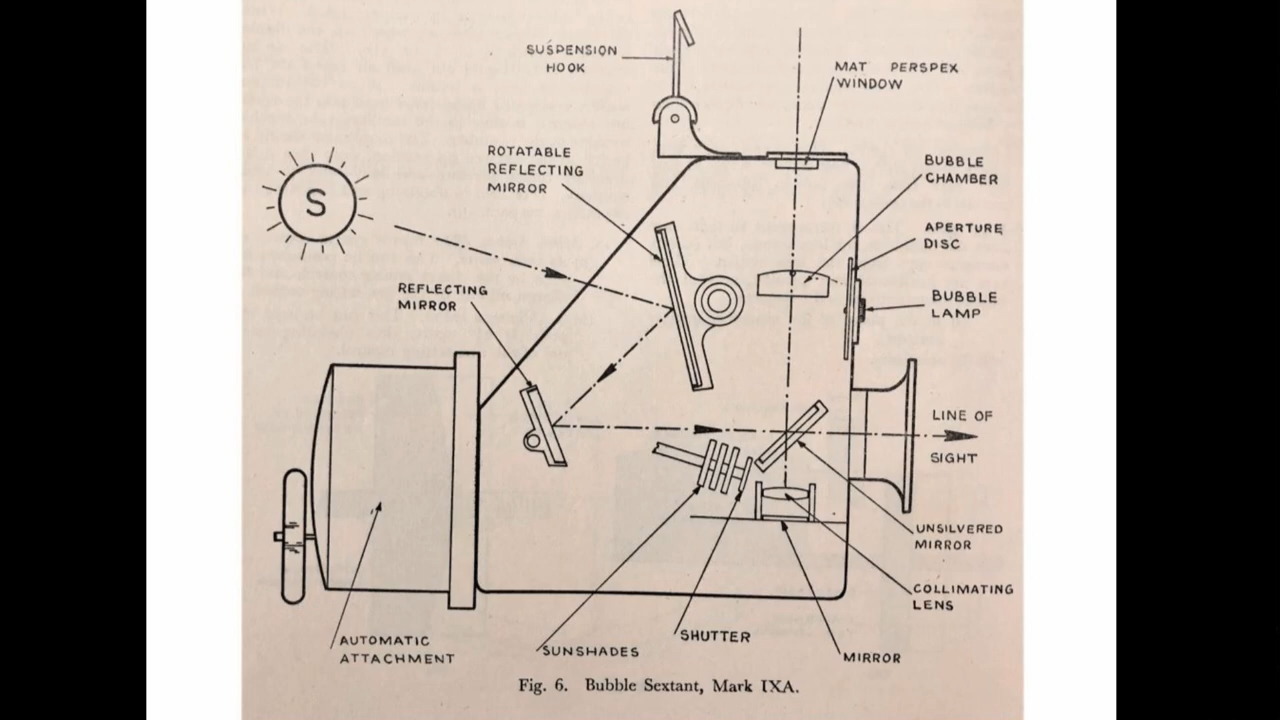 SUSPENSION
HOOK
MAT PERSPEX
WINDOW
ROTATABLE
REFLECTING
MIRROR
BUBBLE
CHAMBER
S
APERTURE
DISC
REFLECTING
MIRROR
BUBBLE
LAMP
LINE OF
SIGHT
UNSILVERED
MIRROR
COLLIMATING
LENS
AUTOMATIC
ATTACHMENT
SUNSHADES
SHUTTER
MIRROR
Fig. 6. Bubble Sextant, Mark IXA.